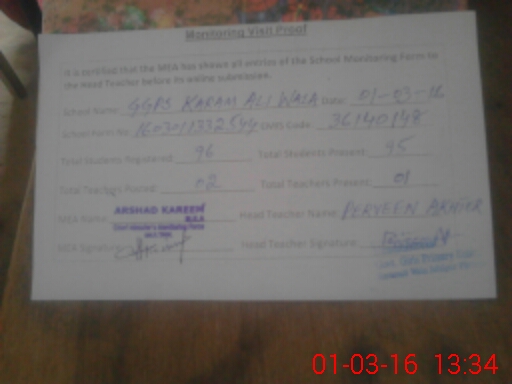 Monitoring Visit Proof
It is certified that the MEA has shown all entries of the School Monitoring Form to
the Head Teacher before its online submission.
School Name: GGPS KARAM ALI WALA Date: 01-03-16
School Form No: EMIS Code: 36140148
Total Students Registered: 96 Total Students Present: 95
Total Teachers Posted: 02 Total Teachers Present: 01
MEA Name: ARSHAD KAREEM Head Teacher Name: PERVEEN AKHTER
M.E.A
MEA Signature: Head Teacher Signature:
01-03-16 13:34